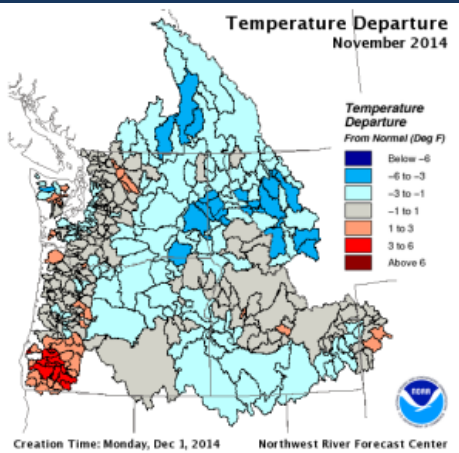 Temperature Departure
November 2014
Temperature
Departure
From Normal (Deg F)
Below -6
-6 to -3
-3 to -1
-1 to 1
1 to 3
3 to 6
Above 6
Creation Time: Monday, Dec 1, 2014 Northwest River Forecast Center